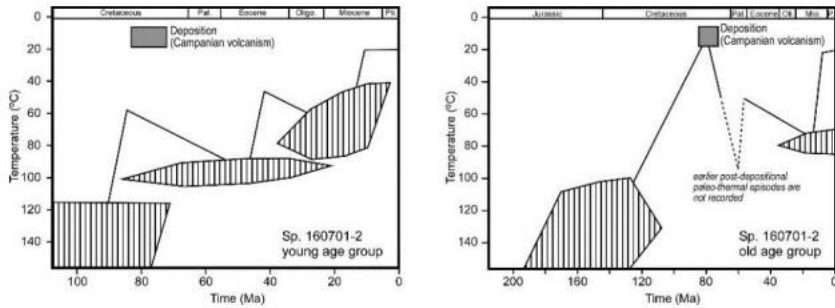 Cretaceous Pal. Eocene Oligo. Miocene Pli.
0
20
40
60
80
100
120
140
Temperature (°C)
Deposition
(Campanian volcanism)
Sp. 160701-2
young age group
100 80 60 40 20 0
Time (Ma)
Jurassic Cretaceous Pal. Eocene Oli. Mio.
0
20
40
60
80
100
120
140
Temperature (°C)
Deposition
(Campanian volcanism)
earlier post-depositional
paleo-thermal episodes are
not recorded
Sp. 160701-2
old age group
200 160 120 80 40 0
Time (Ma)